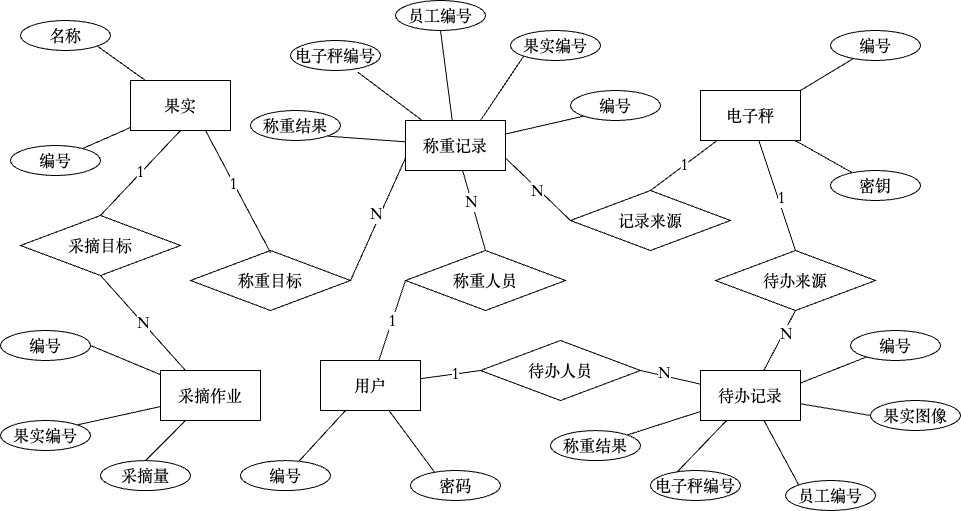 员工编号
名称
果实编号
编号
电子秤编号
果实
编号
电子秤
称重结果
称重记录
编号
1
1
密钥
1
N
N
1
N
采摘目标
记录来源
称重目标
称重人员
待办来源
N
1
N
编号
编号
用户
1
待办人员
N
采摘作业
待办记录
果实图像
果实编号
称重结果
采摘量
编号
密码
电子秤编号
员工编号